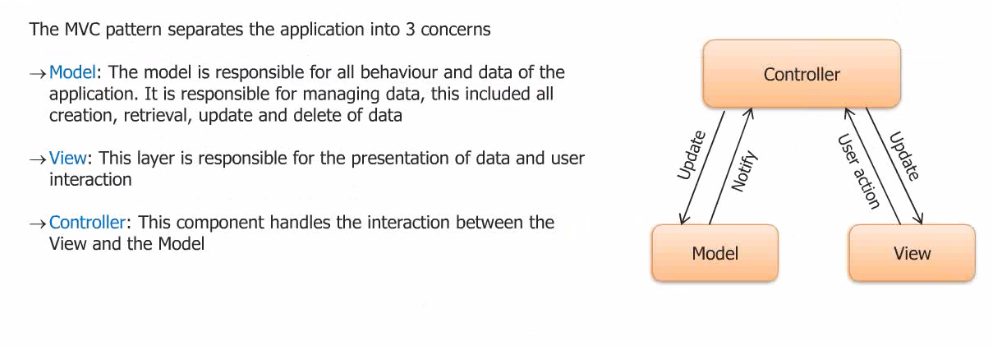 The MVC pattern separates the application into 3 concerns
→ Model: The model is responsible for all behaviour and data of the
application. It is responsible for managing data, this included all
creation, retrieval, update and delete of data
→ View: This layer is responsible for the presentation of data and user
interaction
→ Controller: This component handles the interaction between the
View and the Model
Controller
Update
Notify
User action
Update
Model
View